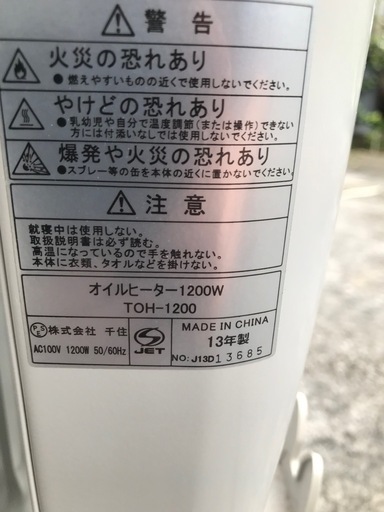 警告
火災の恐れあり
●燃えやすいものの近くで使用しないでください。
やけどの恐れあり
●乳幼児や自分で温度調節(または操作)できない
方には付添いなしでは使用しないでください。
爆発や火災の恐れあり
●スプレー等の缶を本体の近くに置かないでください。
注意
就寝中は使用しない。
取扱説明書は必ず読む。
高温になっているので手を触れない。
本体に衣類、タオルなどを掛けない。
オイルヒーター1200W
TOH-1200
PSE 株式会社 千住
AC100V 1200W 50/60Hz
JET
MADE IN CHINA
13年製
NO: J13D13685